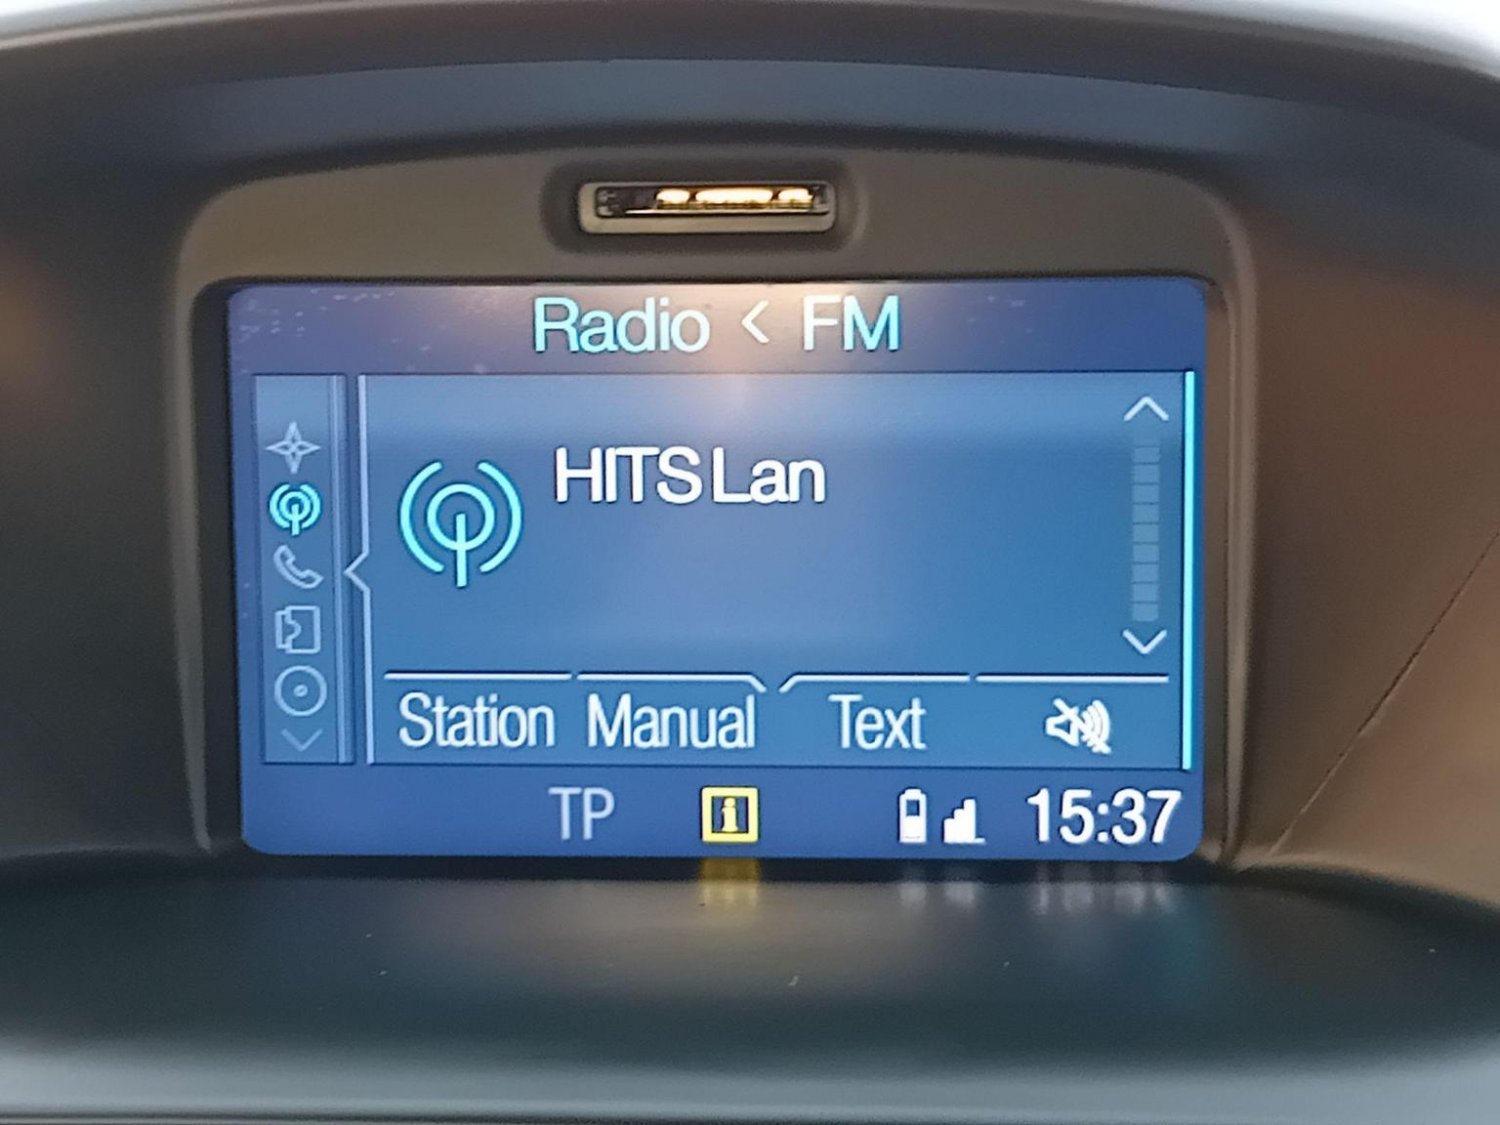 Radio < FM
HITS Lan
Station Manual Text
TP i 15:37